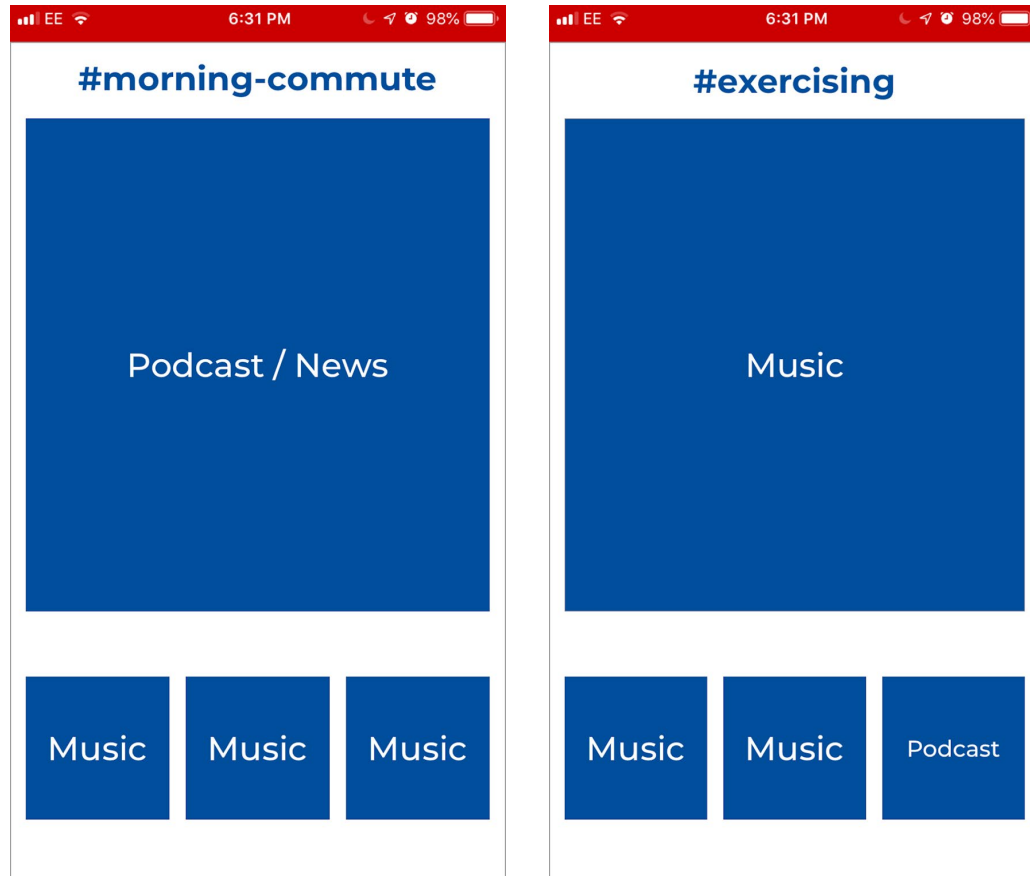 EE 6:31 PM 98%
#morning-commute
Podcast / News
Music Music Music
EE 6:31 PM 98%
#exercising
Music
Music Music Podcast